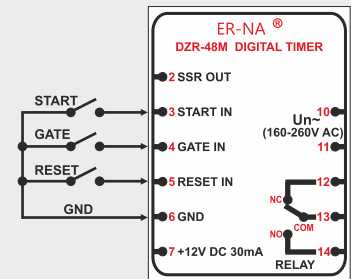 ER-NA ®
DZR-48M DIGITAL TIMER
2 SSR OUT
START
3 START IN
10
Un~
(160-260V AC)
GATE
4 GATE IN
11
RESET
5 RESET IN
12
NC
GND
6 GND
13
COM
NO
7 +12V DC 30mA
14
RELAY